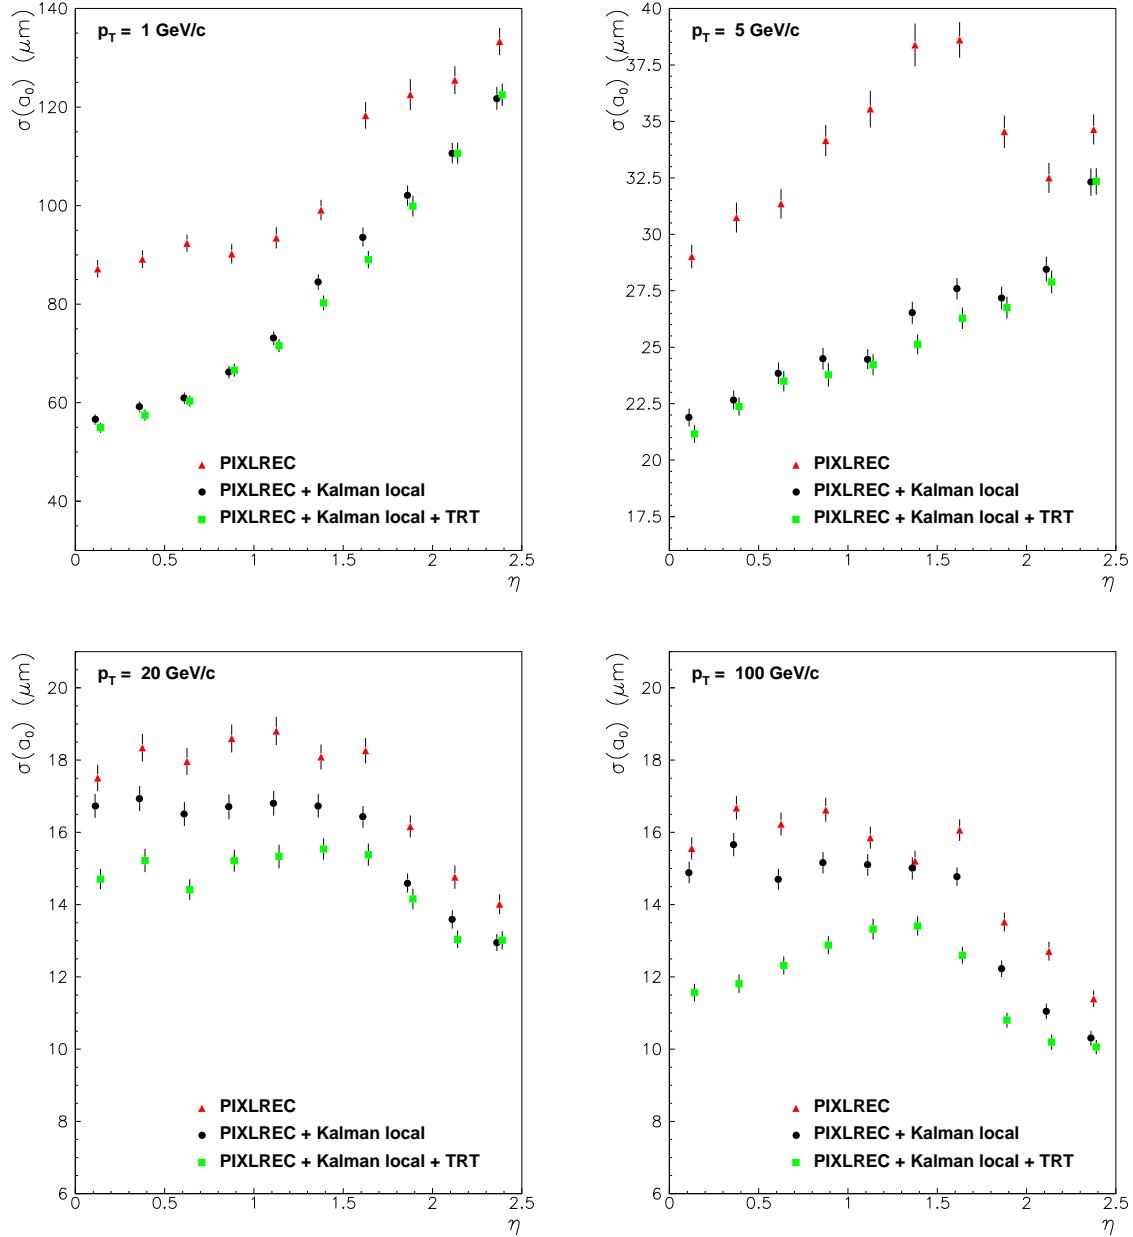 p_T = 1 GeV/c
σ(a₀) (μm)
140
120
100
80
60
40
PIXLREC
PIXLREC + Kalman local
PIXLREC + Kalman local + TRT
0 0.5 1 1.5 2 2.5
η
p_T = 5 GeV/c
σ(a₀) (μm)
40
37.5
35
32.5
30
27.5
25
22.5
20
17.5
PIXLREC
PIXLREC + Kalman local
PIXLREC + Kalman local + TRT
0 0.5 1 1.5 2 2.5
η
p_T = 20 GeV/c
σ(a₀) (μm)
20
18
16
14
12
10
8
6
PIXLREC
PIXLREC + Kalman local
PIXLREC + Kalman local + TRT
0 0.5 1 1.5 2 2.5
η
p_T = 100 GeV/c
σ(a₀) (μm)
20
18
16
14
12
10
8
6
PIXLREC
PIXLREC + Kalman local
PIXLREC + Kalman local + TRT
0 0.5 1 1.5 2 2.5
η